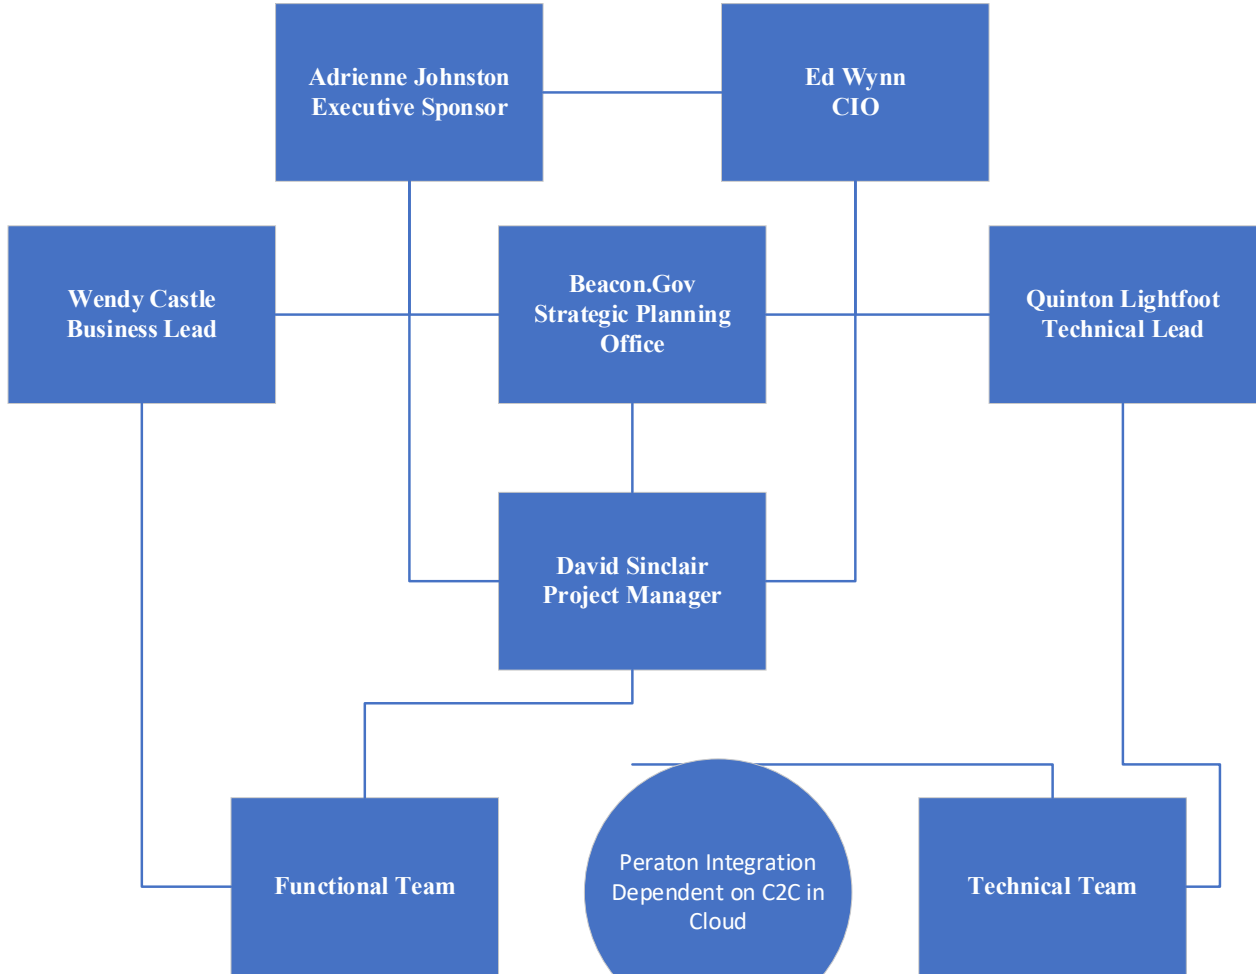 Adrienne Johnston
Executive Sponsor
Ed Wynn
CIO
Wendy Castle
Business Lead
Beacon.Gov
Strategic Planning
Office
Quinton Lightfoot
Technical Lead
David Sinclair
Project Manager
Functional Team
Peraton Integration
Dependent on C2C in
Cloud
Technical Team